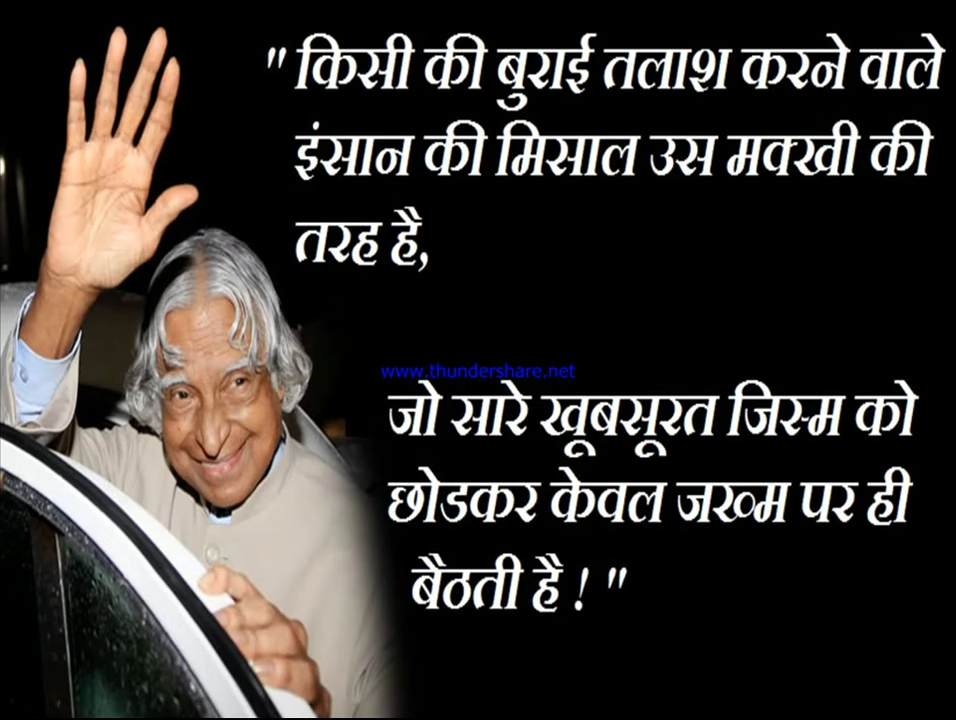 " किसी की बुराई तलाश करने वाले
इंसान की मिसाल उस मक्खी की
तरह है,
www.thundershare.net
जो सारे खूबसूरत जिस्म को
छोडकर केवल जख्म पर ही
बैठती है ! "